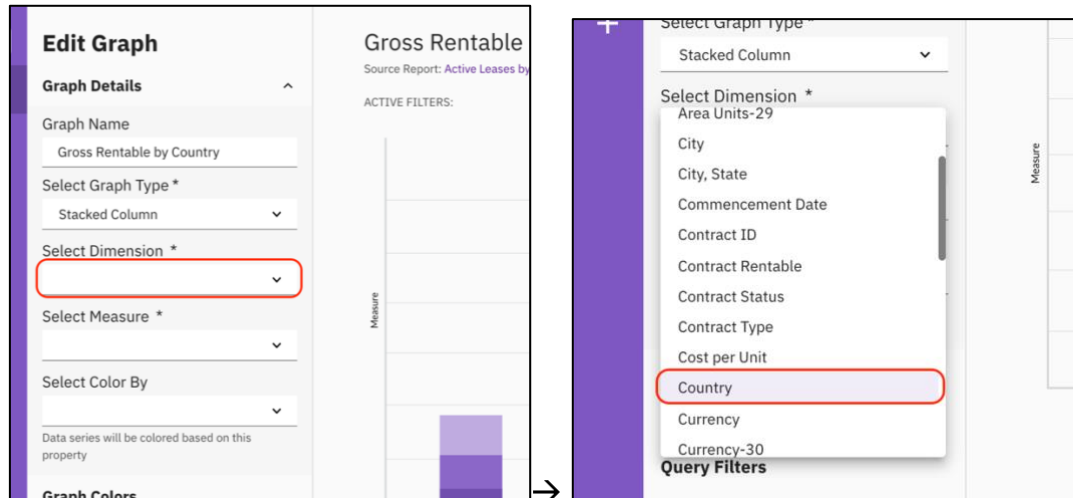 Edit Graph
Graph Details
Graph Name
Gross Rentable by Country
Select Graph Type *
Stacked Column
Select Dimension *
Select Measure *
Select Color By
Data series will be colored based on this
property
Graph Colors
Gross Rentable
Source Report: Active Leases by
ACTIVE FILTERS:
Measure
→
+
Select Graph Type *
Stacked Column
Select Dimension *
Area Units-29
City
City, State
Commencement Date
Contract ID
Contract Rentable
Contract Status
Contract Type
Cost per Unit
Country
Currency
Currency-30
Query Filters
Measure